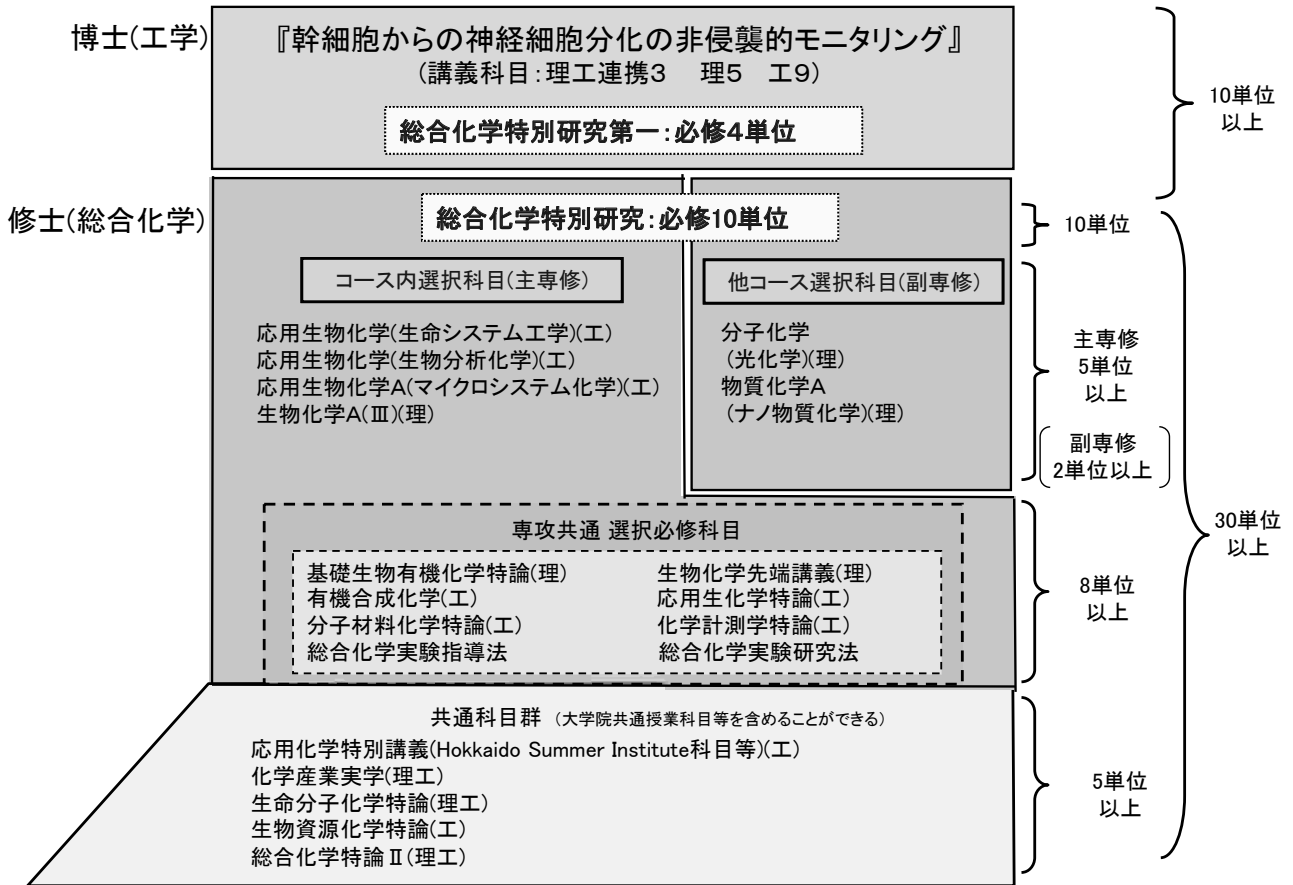 博士(工学)
『幹細胞からの神経細胞分化の非侵襲的モニタリング』
(講義科目:理工連携3 理5 工9)
総合化学特別研究第一:必修4単位
10単位
以上
修士(総合化学)
総合化学特別研究:必修10単位
10単位
コース内選択科目(主専修)
応用生物化学(生命システム工学)(工)
応用生物化学(生物分析化学)(工)
応用生物化学A(マイクロシステム化学)(工)
生物化学A(Ⅲ)(理)
他コース選択科目(副専修)
分子化学
(光化学)(理)
物質化学A
(ナノ物質化学)(理)
主専修
5単位
以上
副専修
2単位以上
専攻共通 選択必修科目
基礎生物有機化学特論(理) 生物化学先端講義(理)
有機合成化学(工) 応用生化学特論(工)
分子材料化学特論(工) 化学計測学特論(工)
総合化学実験指導法 総合化学実験研究法
8単位
以上
30単位
以上
共通科目群 (大学院共通授業科目等を含めることができる)
応用化学特別講義(Hokkaido Summer Institute科目等)(工)
化学産業実学(理工)
生命分子化学特論(理工)
生物資源化学特論(工)
総合化学特論Ⅱ(理工)
5単位
以上